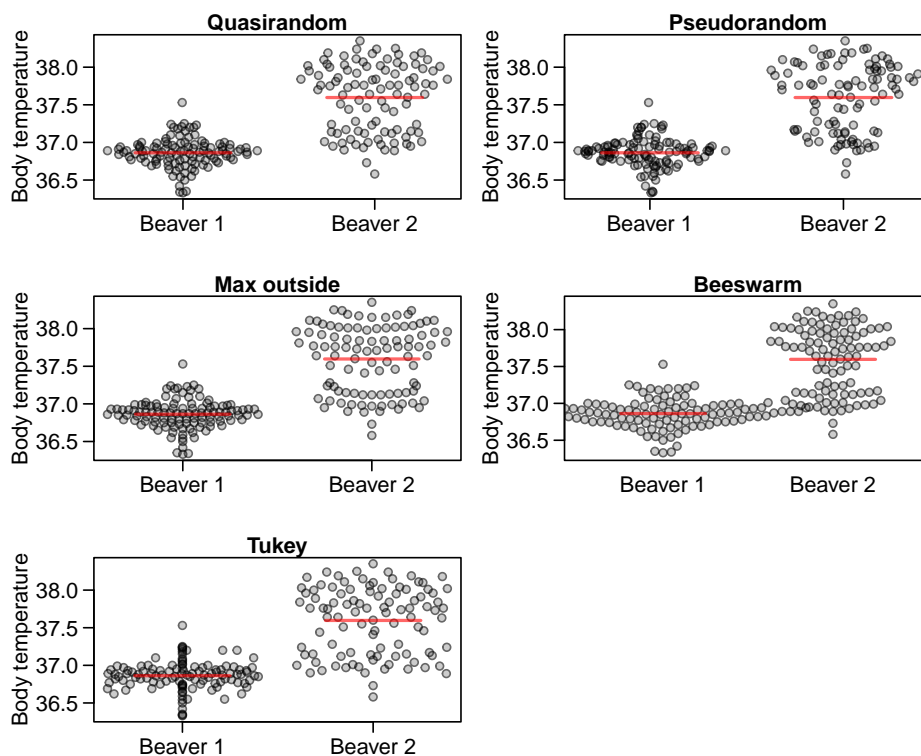 Quasirandom
Body temperature
38.0
37.5
37.0
36.5
Beaver 1
Beaver 2
Pseudorandom
Body temperature
38.0
37.5
37.0
36.5
Beaver 1
Beaver 2
Max outside
Body temperature
38.0
37.5
37.0
36.5
Beaver 1
Beaver 2
Beeswarm
Body temperature
38.0
37.5
37.0
36.5
Beaver 1
Beaver 2
Tukey
Body temperature
38.0
37.5
37.0
36.5
Beaver 1
Beaver 2